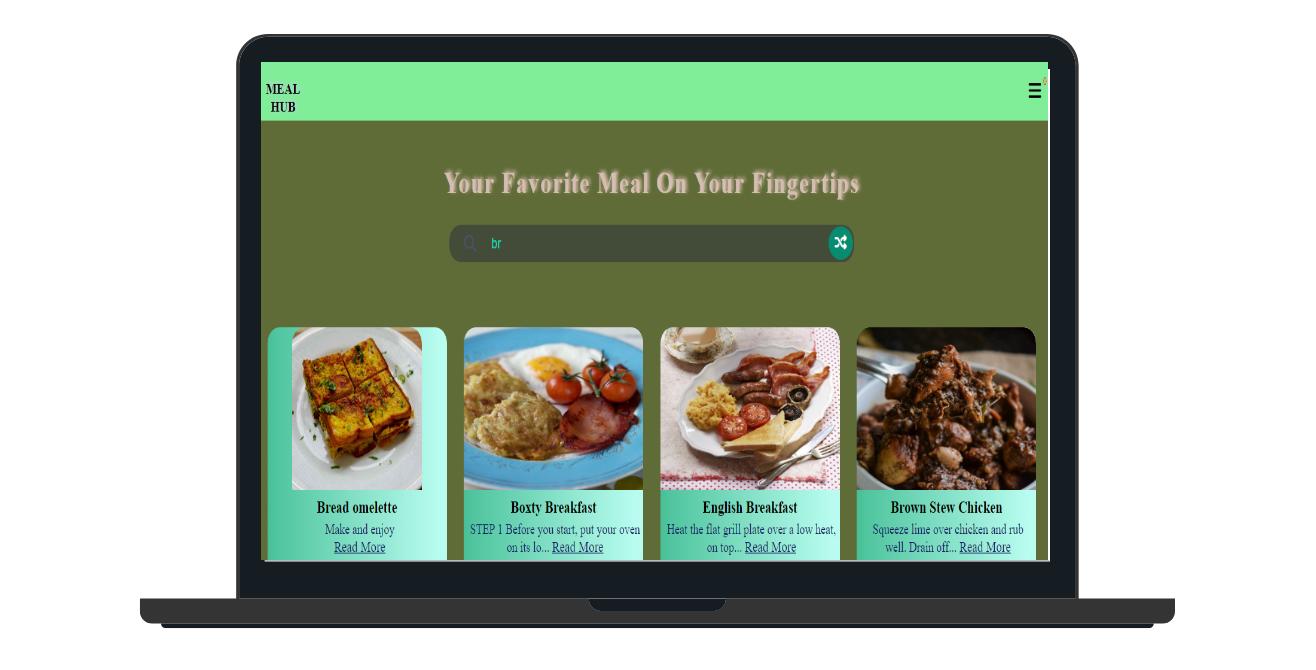 MEAL
HUB
Your Favorite Meal On Your Fingertips
br
Bread omelette
Make and enjoy
Read More
Boxty Breakfast
STEP 1 Before you start, put your oven
on its lo... Read More
English Breakfast
Heat the flat grill plate over a low heat,
on top... Read More
Brown Stew Chicken
Squeeze lime over chicken and rub
well. Drain off... Read More